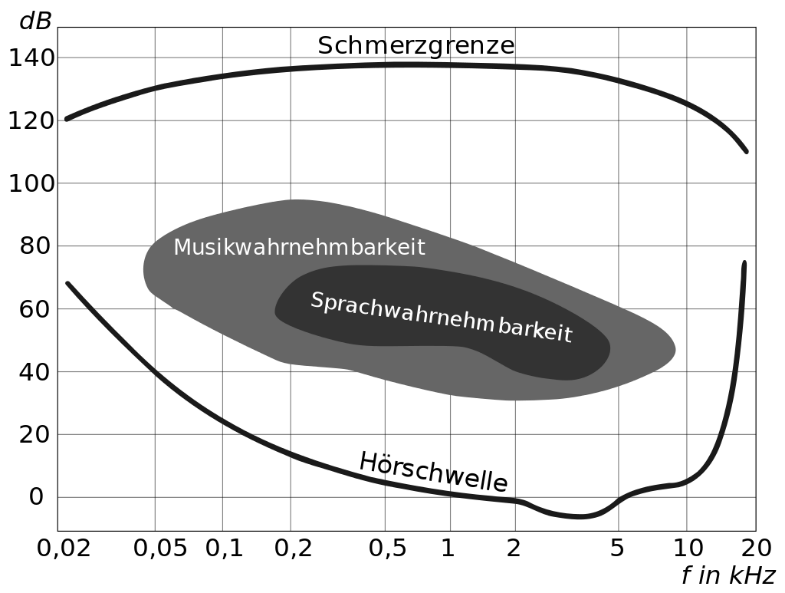 dB
Schmerzgrenze
140
120
100
80
Musikwahrnehmbarkeit
60
Sprachwahrnehmbarkeit
40
20
Hörschwelle
0
0,02 0,05 0,1 0,2 0,5 1 2 5 10 20
f in kHz